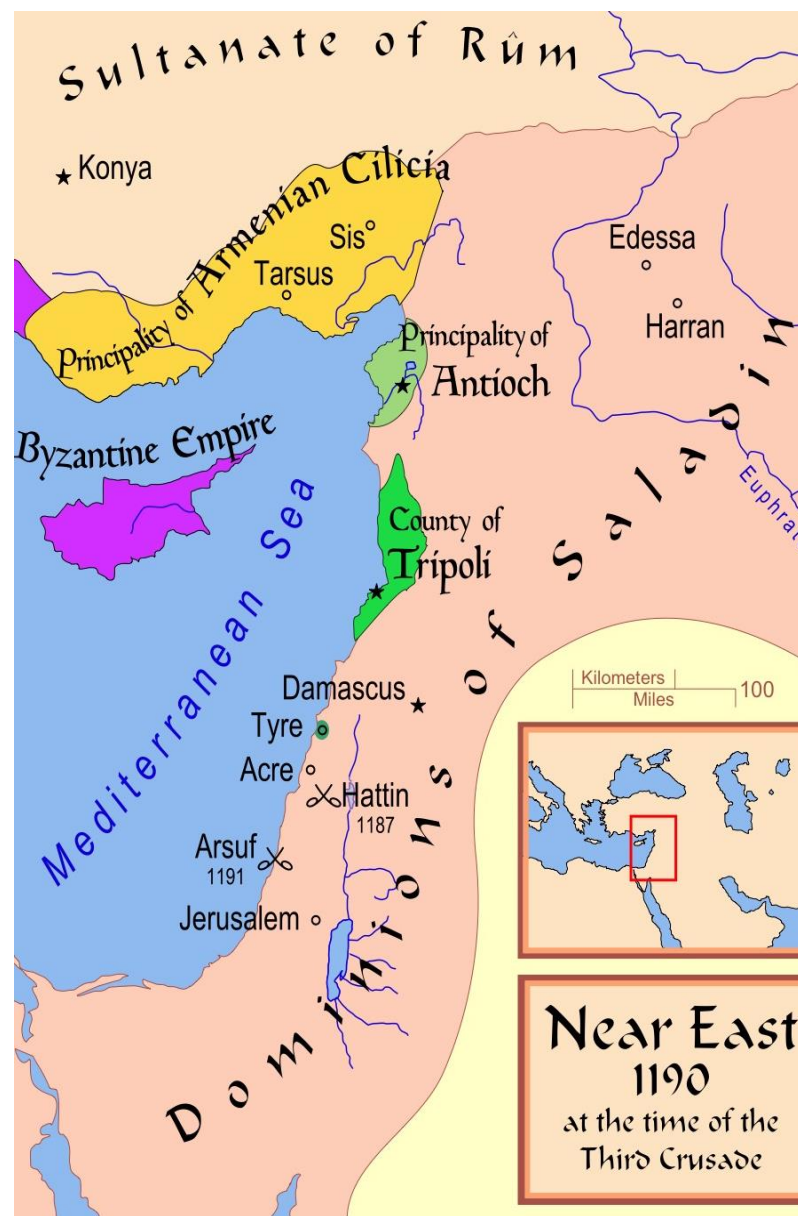 Sultanate of Rûm
Konya
Principality of Armenian Cilicia
Sis
Tarsus
Edessa
Harran
Principality of
Antioch
Byzantine Empire
County of
Tripoli
Mediterranean Sea
Dominions of Saladin
Euphrat
Damascus
Tyre
Acre
Hattin
1187
Arsuf
1191
Jerusalem
Kilometers
Miles
100
Near East
1190
at the time of the
Third Crusade